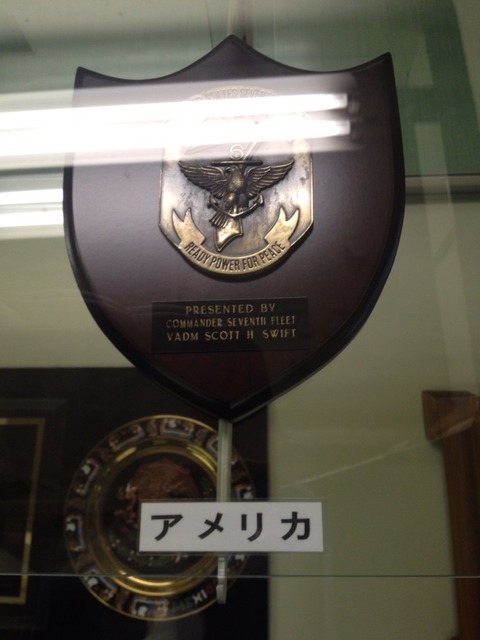 READY POWER FOR PEACE
PRESENTED BY
COMMANDER SEVENTH FLEET
VADM SCOTT H. SWIFT
アメリカ